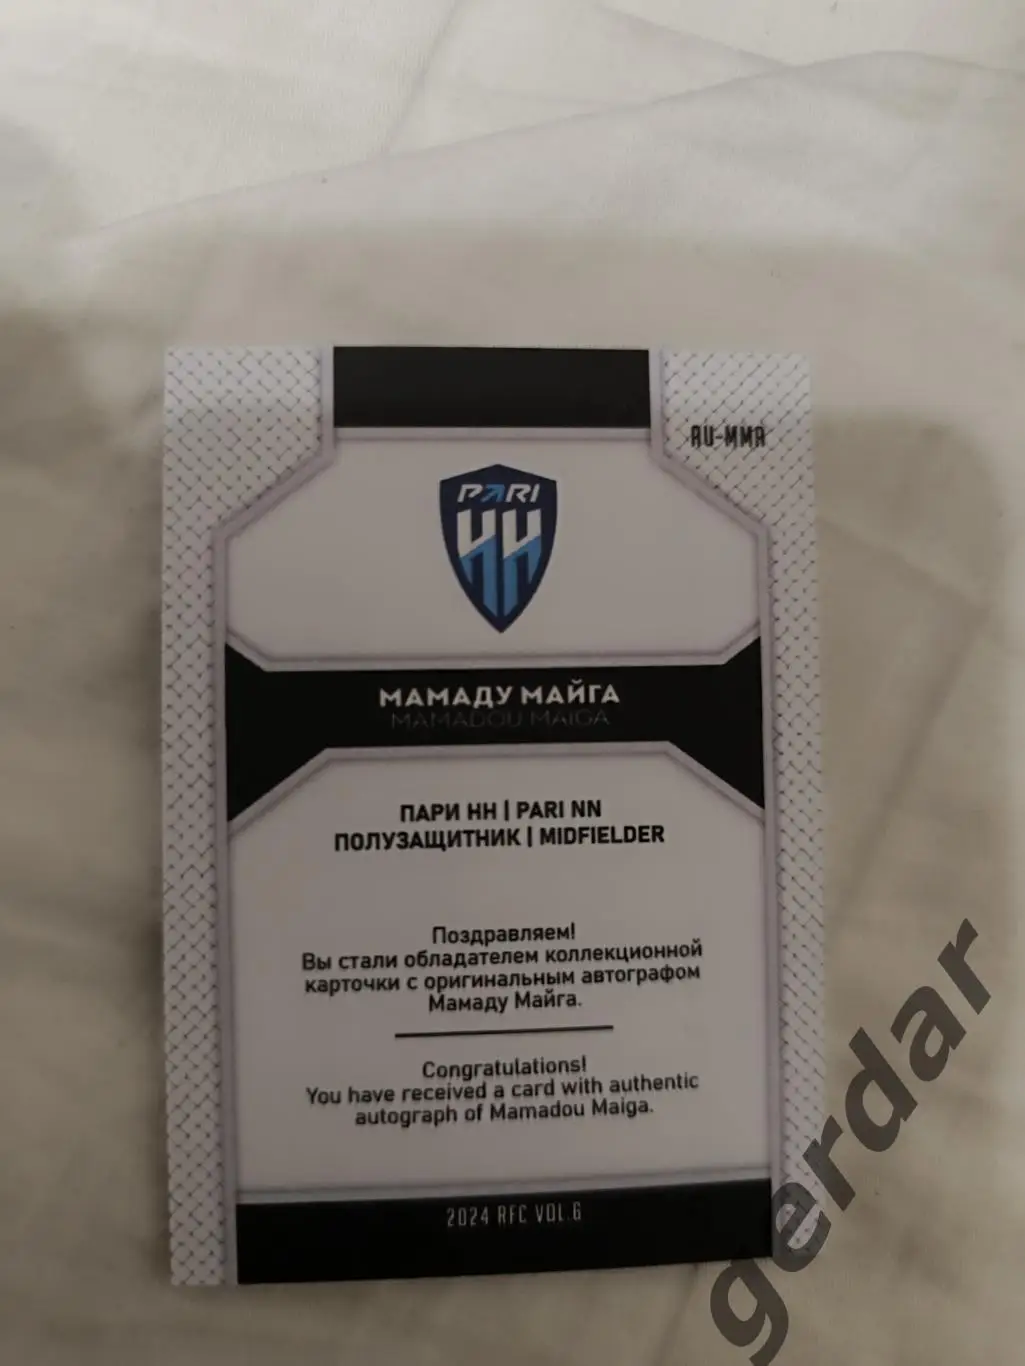 AU-MMA
PARI
НН
МАМАДУ МАЙГА
MAMADOU MAIGA
ПАРИ НН | PARI NN
ПОЛУЗАЩИТНИК | MIDFIELDER
Поздравляем!
Вы стали обладателем коллекционной
карточки с оригинальным автографом
Мамаду Майга.
Congratulations!
You have received a card with authentic
autograph of Mamadou Maiga.
2024 RFC VOL.6
gerdar